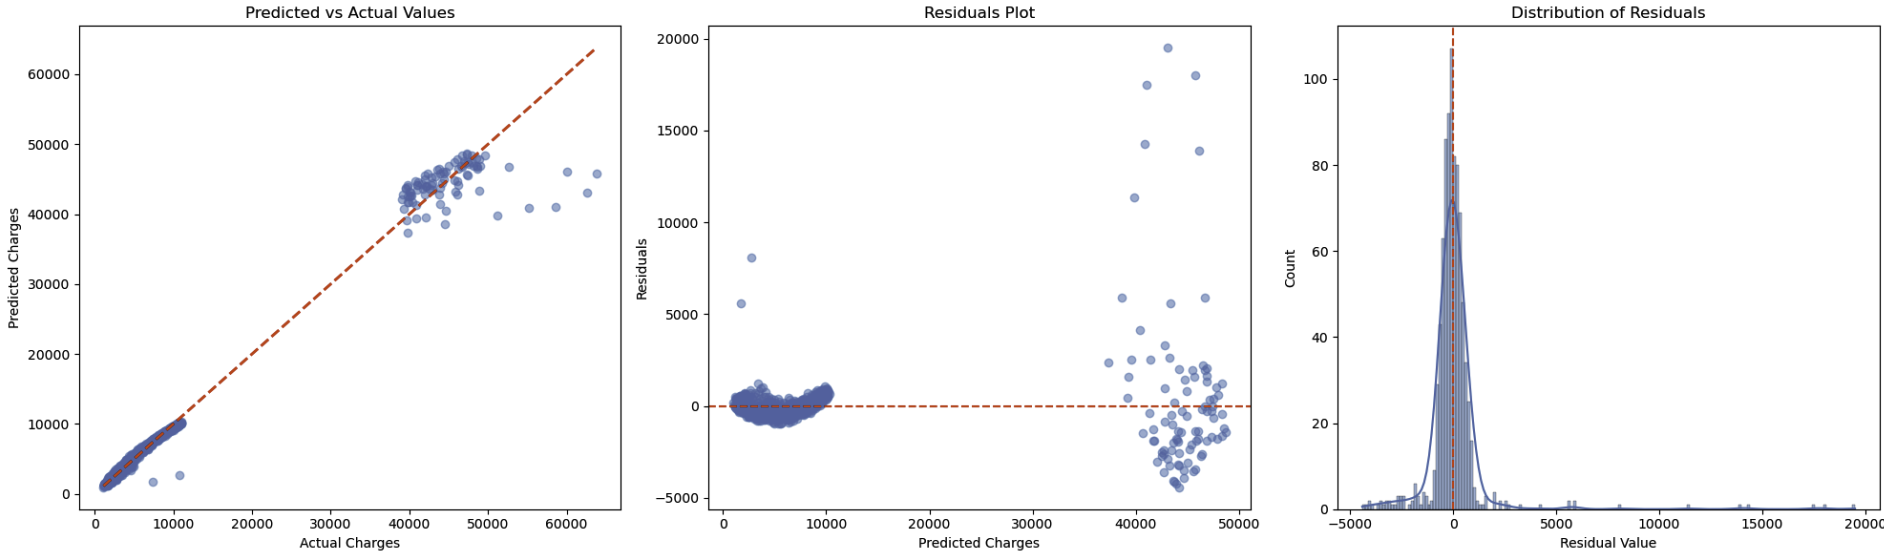 Predicted vs Actual Values
Predicted Charges
60000
50000
40000
30000
20000
10000
0
0 10000 20000 30000 40000 50000 60000
Actual Charges
Residuals Plot
Residuals
20000
15000
10000
5000
0
−5000
0 10000 20000 30000 40000 50000
Predicted Charges
Distribution of Residuals
Count
100
80
60
40
20
0
−5000 0 5000 10000 15000 20000
Residual Value